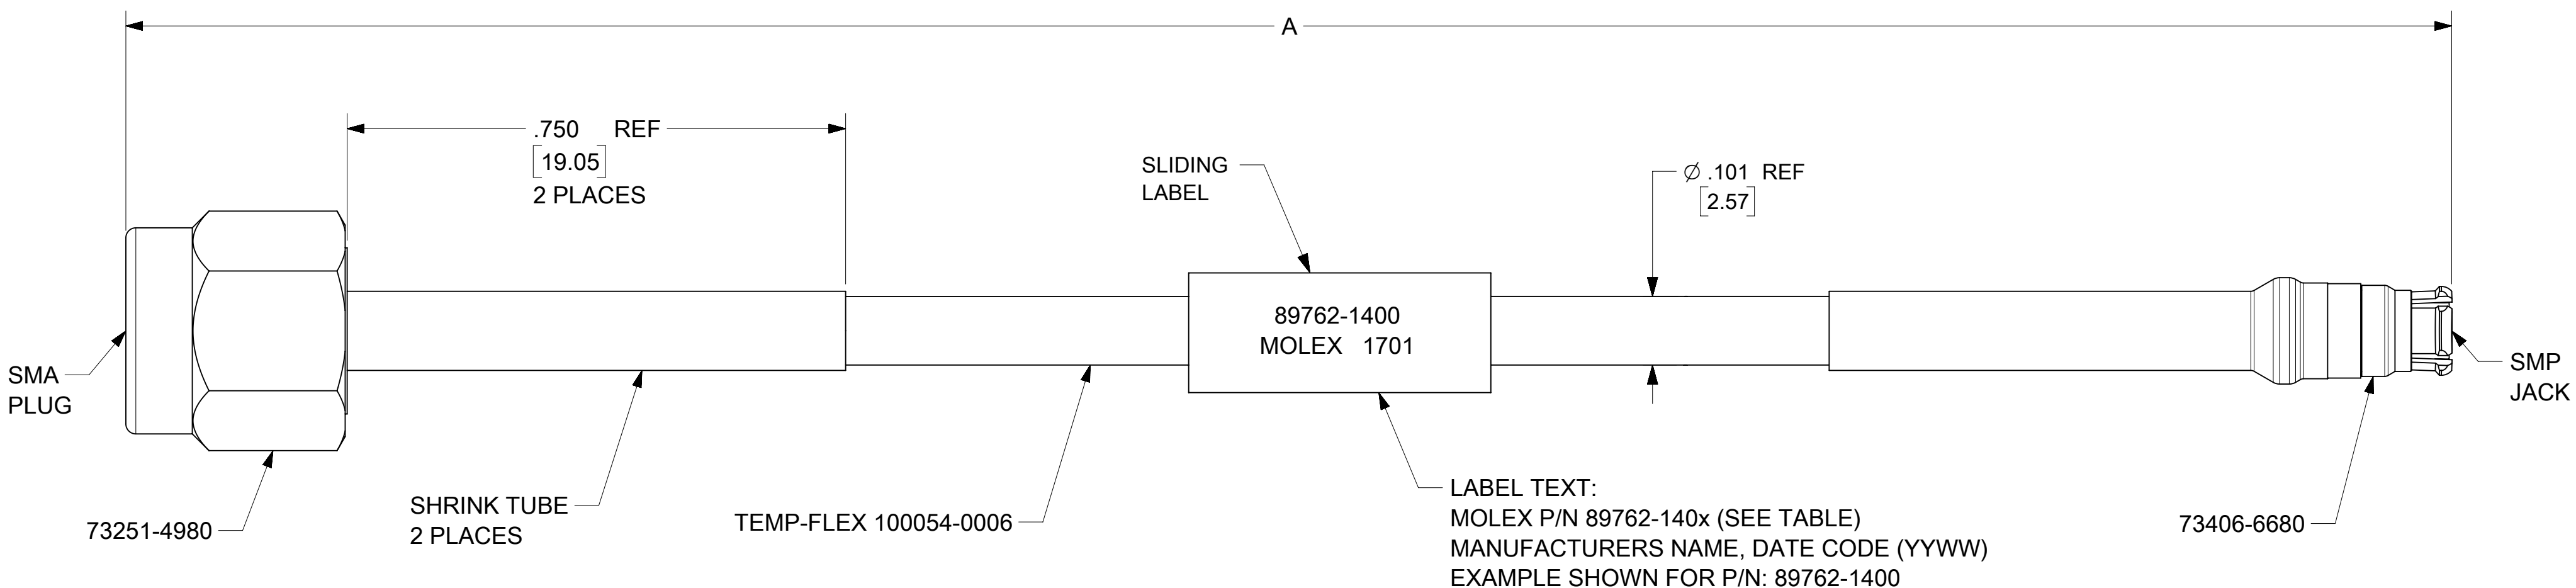 A
.750 REF
[19.05]
2 PLACES
SLIDING
LABEL
Ø .101 REF
[2.57]
89762-1400
MOLEX 1701
SMA
PLUG
SMP
JACK
73251-4980
SHRINK TUBE
2 PLACES
TEMP-FLEX 100054-0006
LABEL TEXT:
MOLEX P/N 89762-140x (SEE TABLE)
MANUFACTURERS NAME, DATE CODE (YYWW)
EXAMPLE SHOWN FOR P/N: 89762-1400
73406-6680